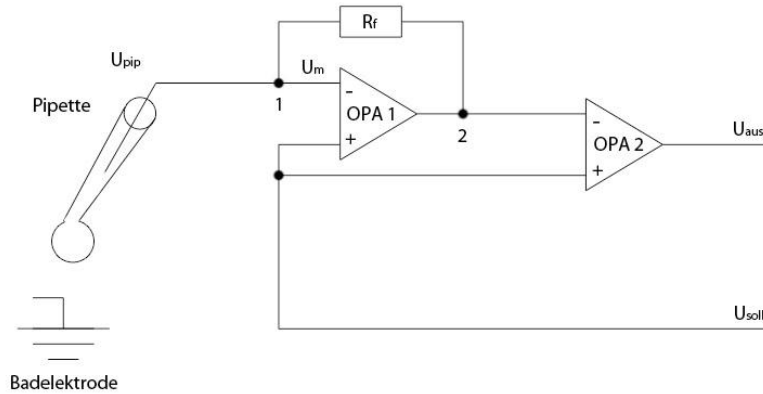 Rf
Upip
Um
-
OPA 1
+
1
2
Pipette
-
OPA 2
+
Uaus
Usoll
Badelektrode